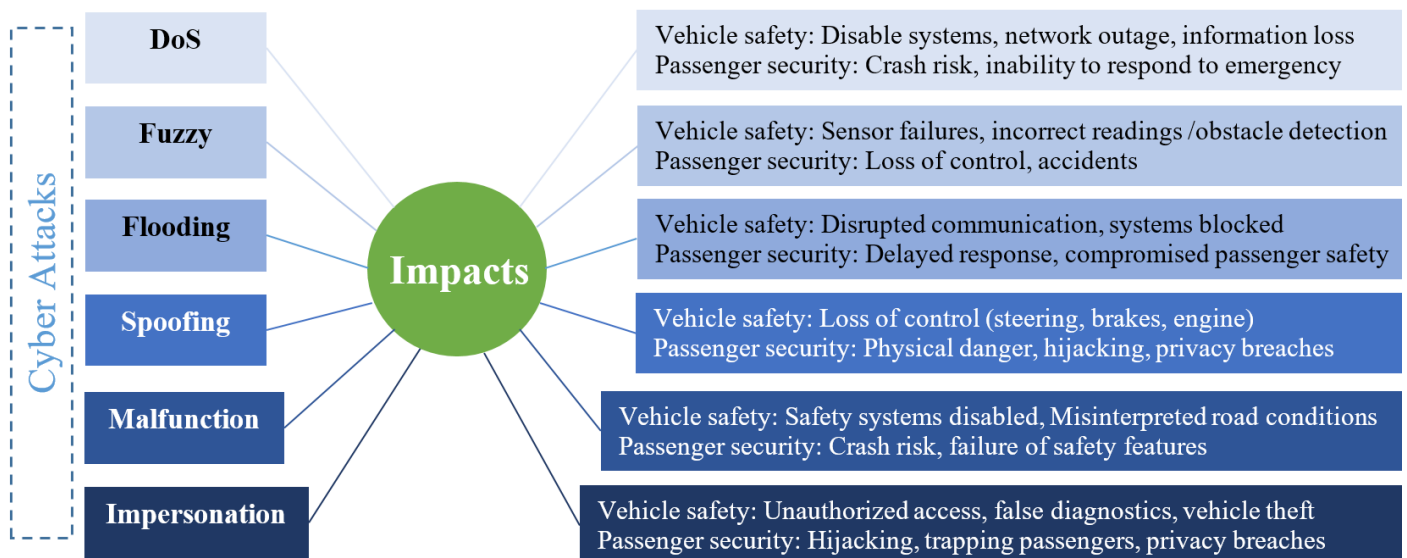 Cyber Attacks
DoS
Vehicle safety: Disable systems, network outage, information loss
Passenger security: Crash risk, inability to respond to emergency
Fuzzy
Vehicle safety: Sensor failures, incorrect readings /obstacle detection
Passenger security: Loss of control, accidents
Flooding
Vehicle safety: Disrupted communication, systems blocked
Passenger security: Delayed response, compromised passenger safety
Impacts
Spoofing
Vehicle safety: Loss of control (steering, brakes, engine)
Passenger security: Physical danger, hijacking, privacy breaches
Malfunction
Vehicle safety: Safety systems disabled, Misinterpreted road conditions
Passenger security: Crash risk, failure of safety features
Impersonation
Vehicle safety: Unauthorized access, false diagnostics, vehicle theft
Passenger security: Hijacking, trapping passengers, privacy breaches